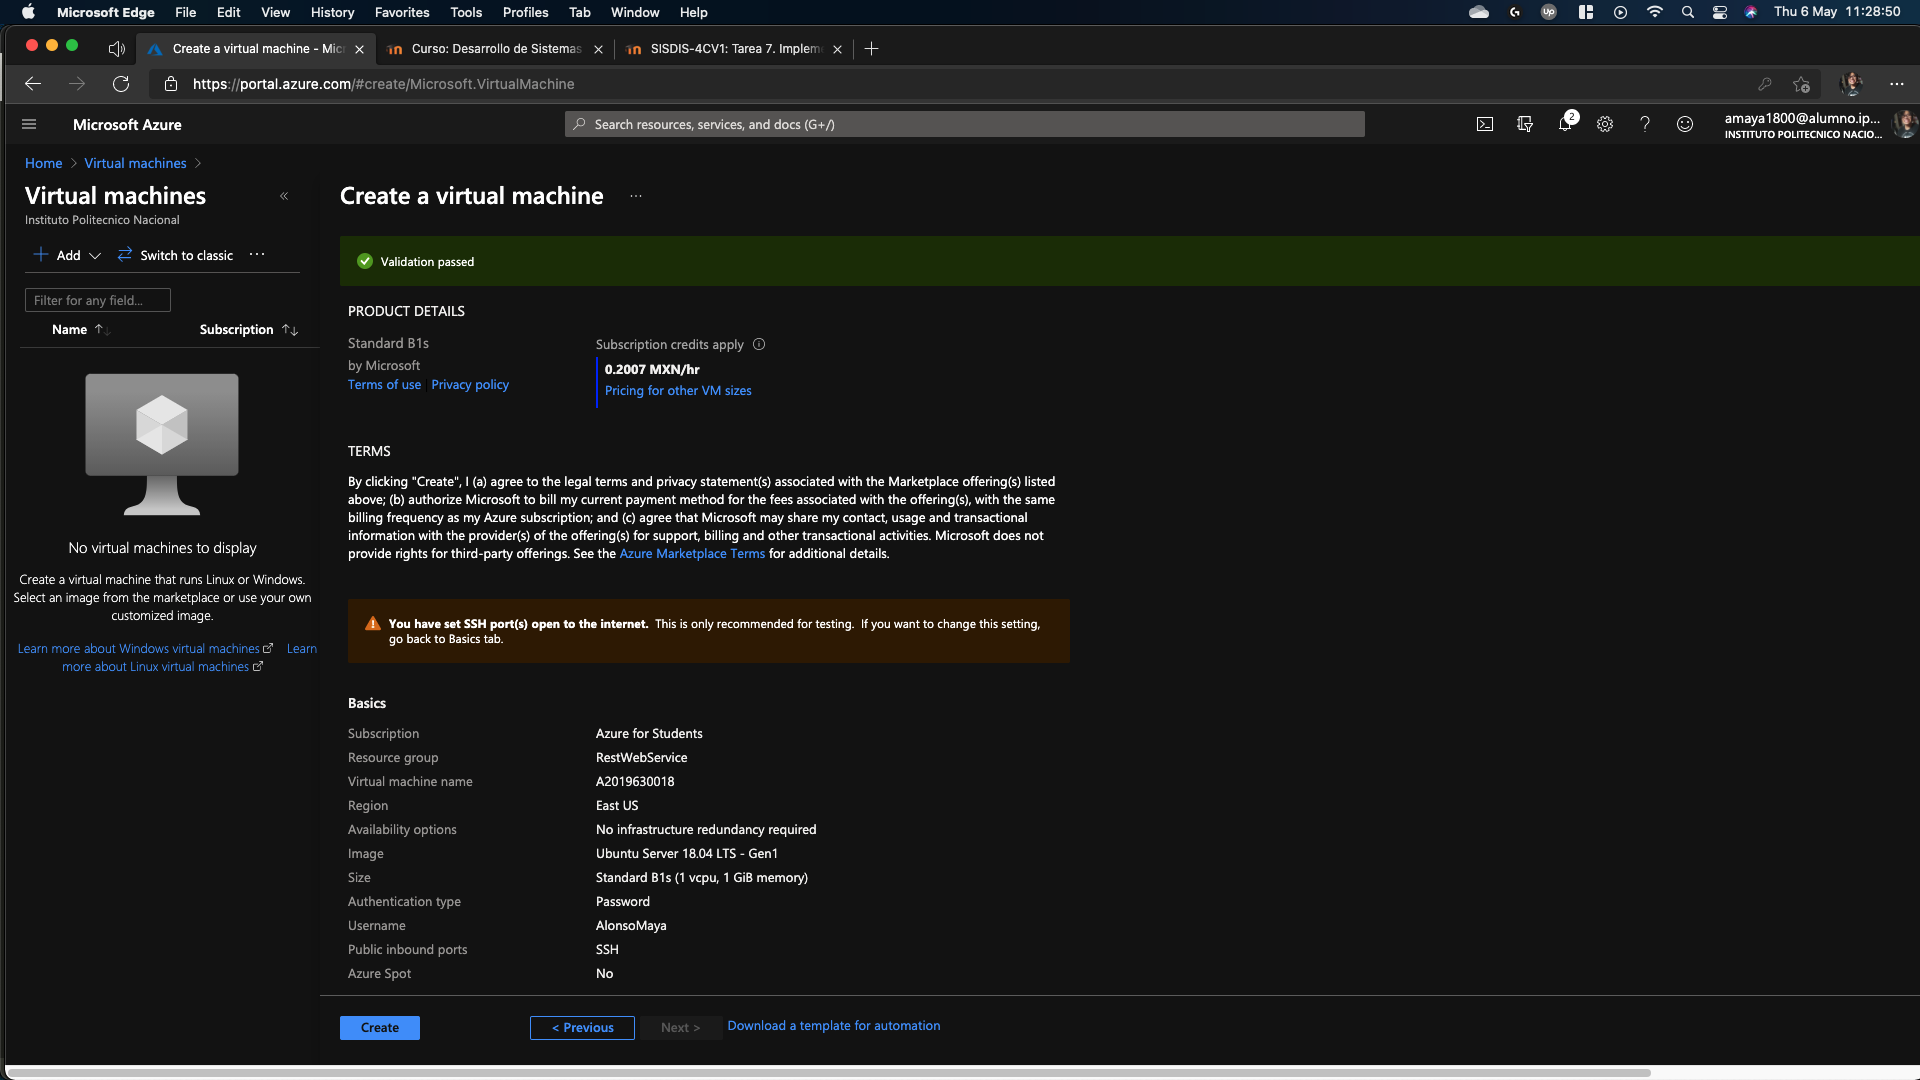 Microsoft Edge File Edit View History Favorites Tools Profiles Tab Window Help Thu 6 May 11:28:50
Create a virtual machine - Micr
Curso: Desarrollo de Sistemas
SISDIS-4CV1: Tarea 7. Implem
https://portal.azure.com/#create/Microsoft.VirtualMachine
Microsoft Azure
Search resources, services, and docs (G+/)
2
amaya1800@alumno.ip...
INSTITUTO POLITECNICO NACIO...
Home > Virtual machines >
Virtual machines «
Instituto Politecnico Nacional
Add
Switch to classic ...
Filter for any field...
Name ↑↓ Subscription ↑↓
No virtual machines to display
Create a virtual machine that runs Linux or Windows.
Select an image from the marketplace or use your own
customized image.
Learn more about Windows virtual machines Learn
more about Linux virtual machines
Create a virtual machine ...
Validation passed
PRODUCT DETAILS
Standard B1s
by Microsoft
Terms of use | Privacy policy
Subscription credits apply
0.2007 MXN/hr
Pricing for other VM sizes
TERMS
By clicking "Create", I (a) agree to the legal terms and privacy statement(s) associated with the Marketplace offering(s) listed
above; (b) authorize Microsoft to bill my current payment method for the fees associated with the offering(s), with the same
billing frequency as my Azure subscription; and (c) agree that Microsoft may share my contact, usage and transactional
information with the provider(s) of the offering(s) for support, billing and other transactional activities. Microsoft does not
provide rights for third-party offerings. See the Azure Marketplace Terms for additional details.
You have set SSH port(s) open to the internet. This is only recommended for testing. If you want to change this setting,
go back to Basics tab.
Basics
Subscription Azure for Students
Resource group RestWebService
Virtual machine name A2019630018
Region East US
Availability options No infrastructure redundancy required
Image Ubuntu Server 18.04 LTS - Gen1
Size Standard B1s (1 vcpu, 1 GiB memory)
Authentication type Password
Username AlonsoMaya
Public inbound ports SSH
Azure Spot No
Create
< Previous
Next >
Download a template for automation